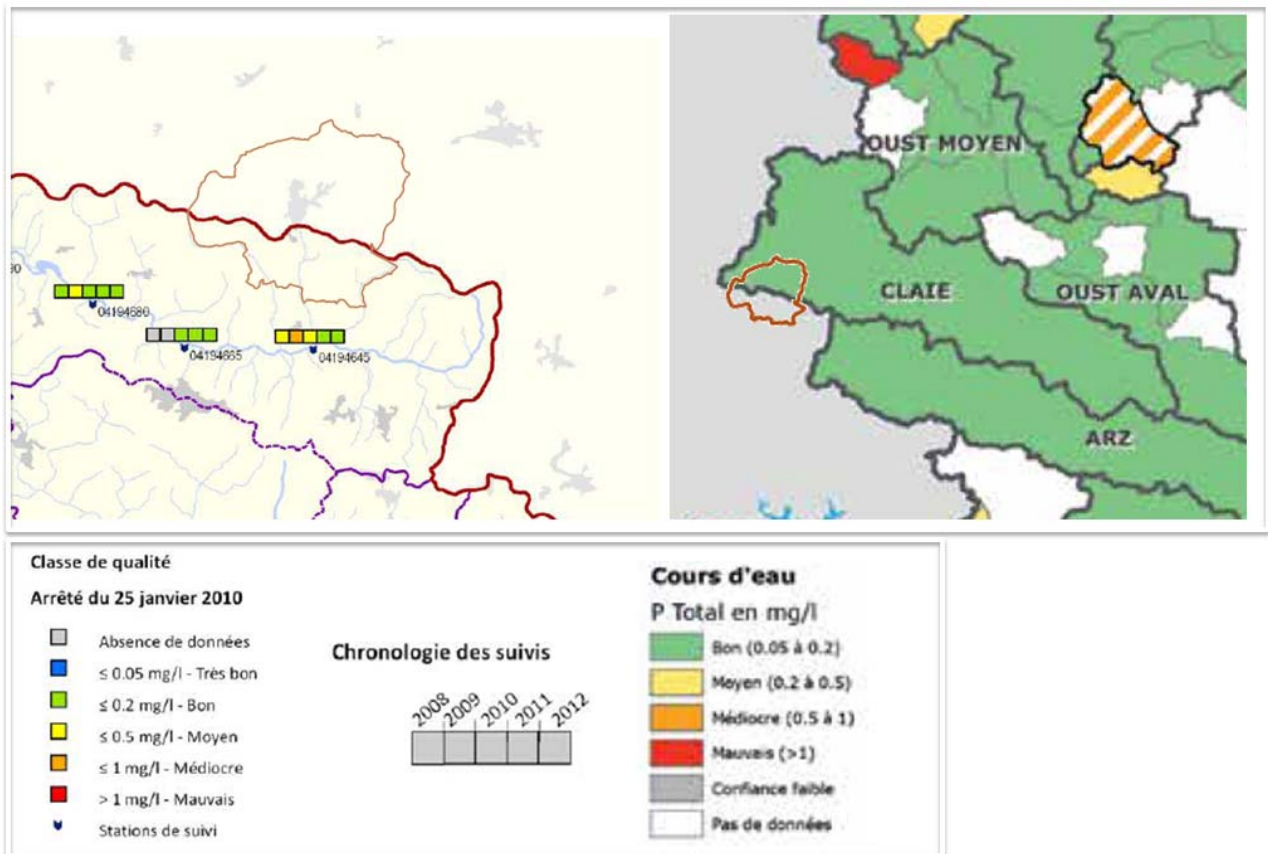 OUST MOYEN
CLAIE
OUST AVAL
ARZ
04194680
04194665
04194645
Classe de qualité
Arrêté du 25 janvier 2010
Absence de données
≤ 0.05 mg/l - Très bon
≤ 0.2 mg/l - Bon
≤ 0.5 mg/l - Moyen
≤ 1 mg/l - Médiocre
> 1 mg/l - Mauvais
Stations de suivi
Chronologie des suivis
2008 2009 2010 2011 2012
Cours d'eau
P Total en mg/l
Bon (0.05 à 0.2)
Moyen (0.2 à 0.5)
Médiocre (0.5 à 1)
Mauvais (>1)
Confiance faible
Pas de données